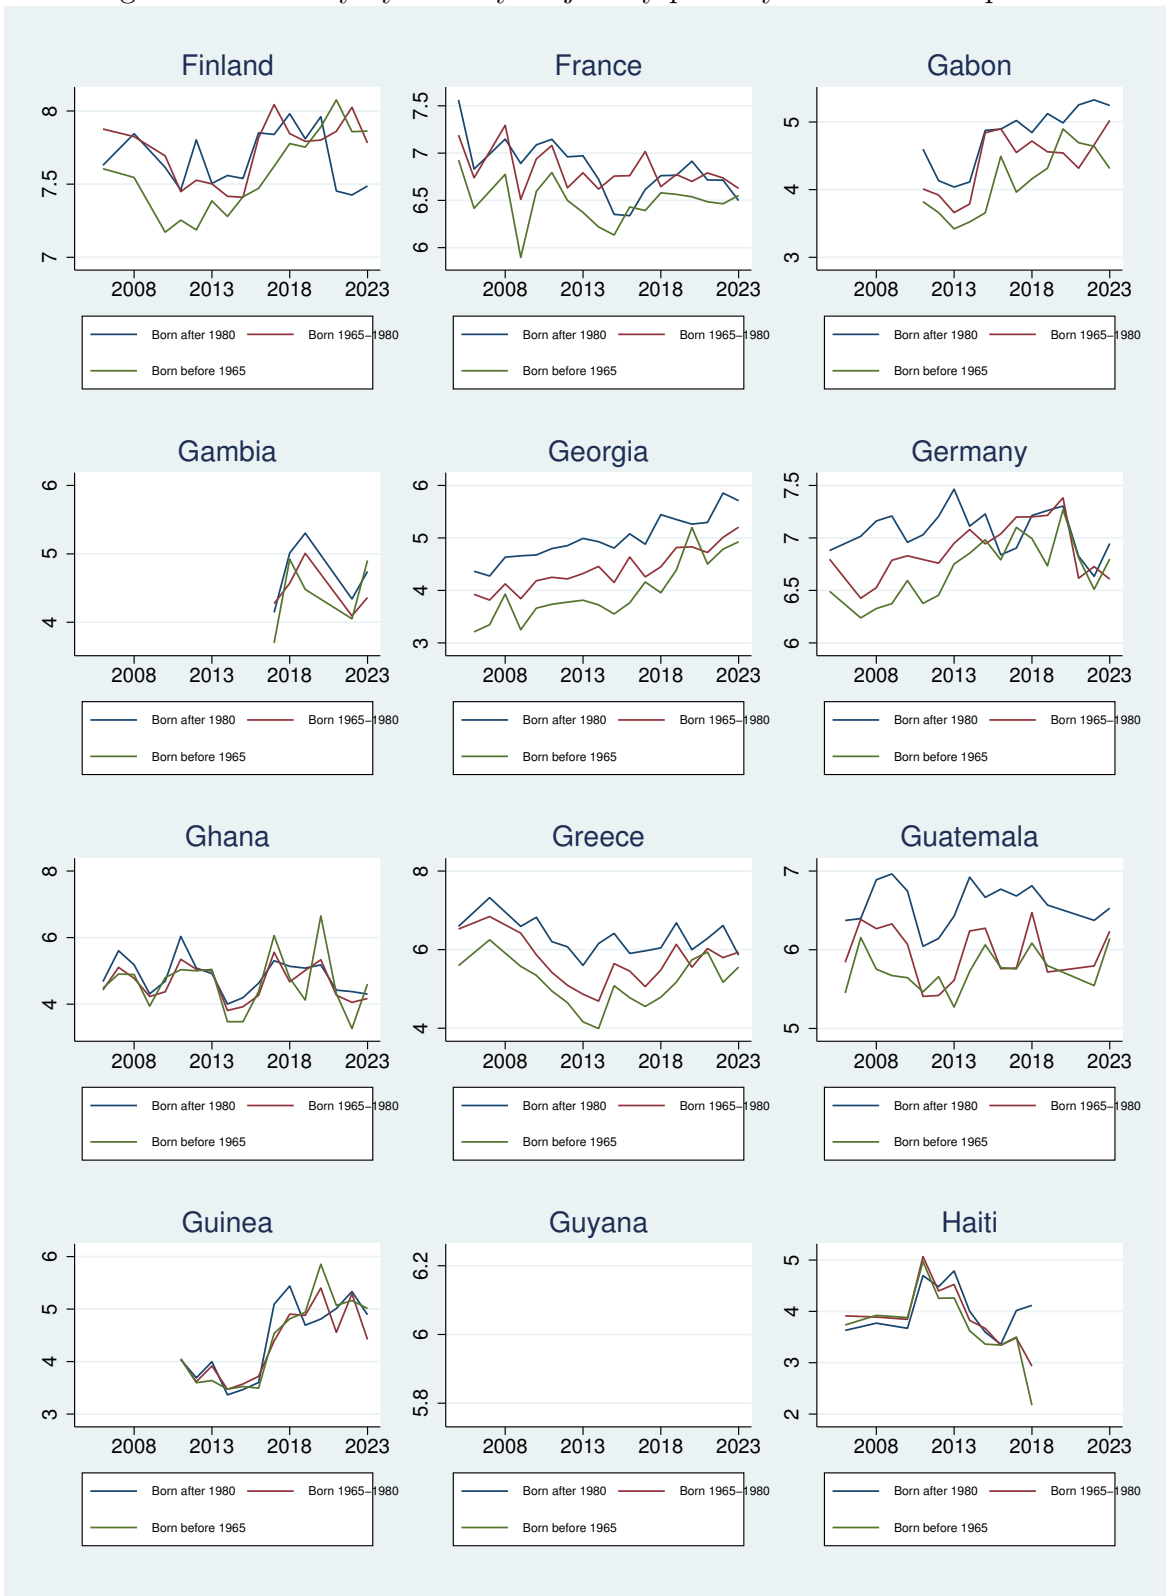 Finland France Gabon
8 7.5 7
7.5 7 6.5 6
5 4 3
2008 2013 2018 2023 2008 2013 2018 2023 2008 2013 2018 2023
Born after 1980 Born 1965–1980 Born after 1980 Born 1965–1980 Born after 1980 Born 1965–1980
Born before 1965 Born before 1965 Born before 1965
Gambia Georgia Germany
6 5 4
6 5 4 3
7.5 7 6.5 6
2008 2013 2018 2023 2008 2013 2018 2023 2008 2013 2018 2023
Born after 1980 Born 1965–1980 Born after 1980 Born 1965–1980 Born after 1980 Born 1965–1980
Born before 1965 Born before 1965 Born before 1965
Ghana Greece Guatemala
8 6 4
8 6 4
7 6 5
2008 2013 2018 2023 2008 2013 2018 2023 2008 2013 2018 2023
Born after 1980 Born 1965–1980 Born after 1980 Born 1965–1980 Born after 1980 Born 1965–1980
Born before 1965 Born before 1965 Born before 1965
Guinea Guyana Haiti
6 5 4 3
6.2 6 5.8
5 4 3 2
2008 2013 2018 2023 2008 2013 2018 2023 2008 2013 2018 2023
Born after 1980 Born 1965–1980 Born after 1980 Born 1965–1980 Born after 1980 Born 1965–1980
Born before 1965 Born before 1965 Born before 1965